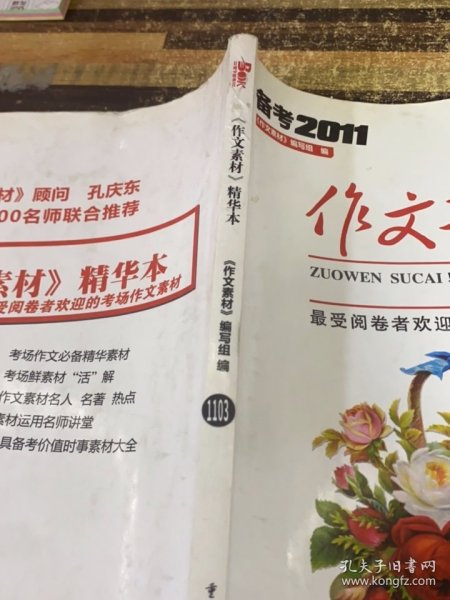 材》顾问 孔庆东
00名师联合推荐
素材》精华本
受阅卷者欢迎的考场作文素材
考场作文必备精华素材
考场鲜素材“活”解
作文素材名人 名著 热点
素材运用名师讲堂
具备考价值时事素材大全
《作文素材》精华本
《作文素材》编写组 编
1103
重
备考2011
《作文素材》编写组 编
作文
ZUOWEN SUCAI
最受阅卷者欢迎
孔夫子旧书网
www.kongfz.com